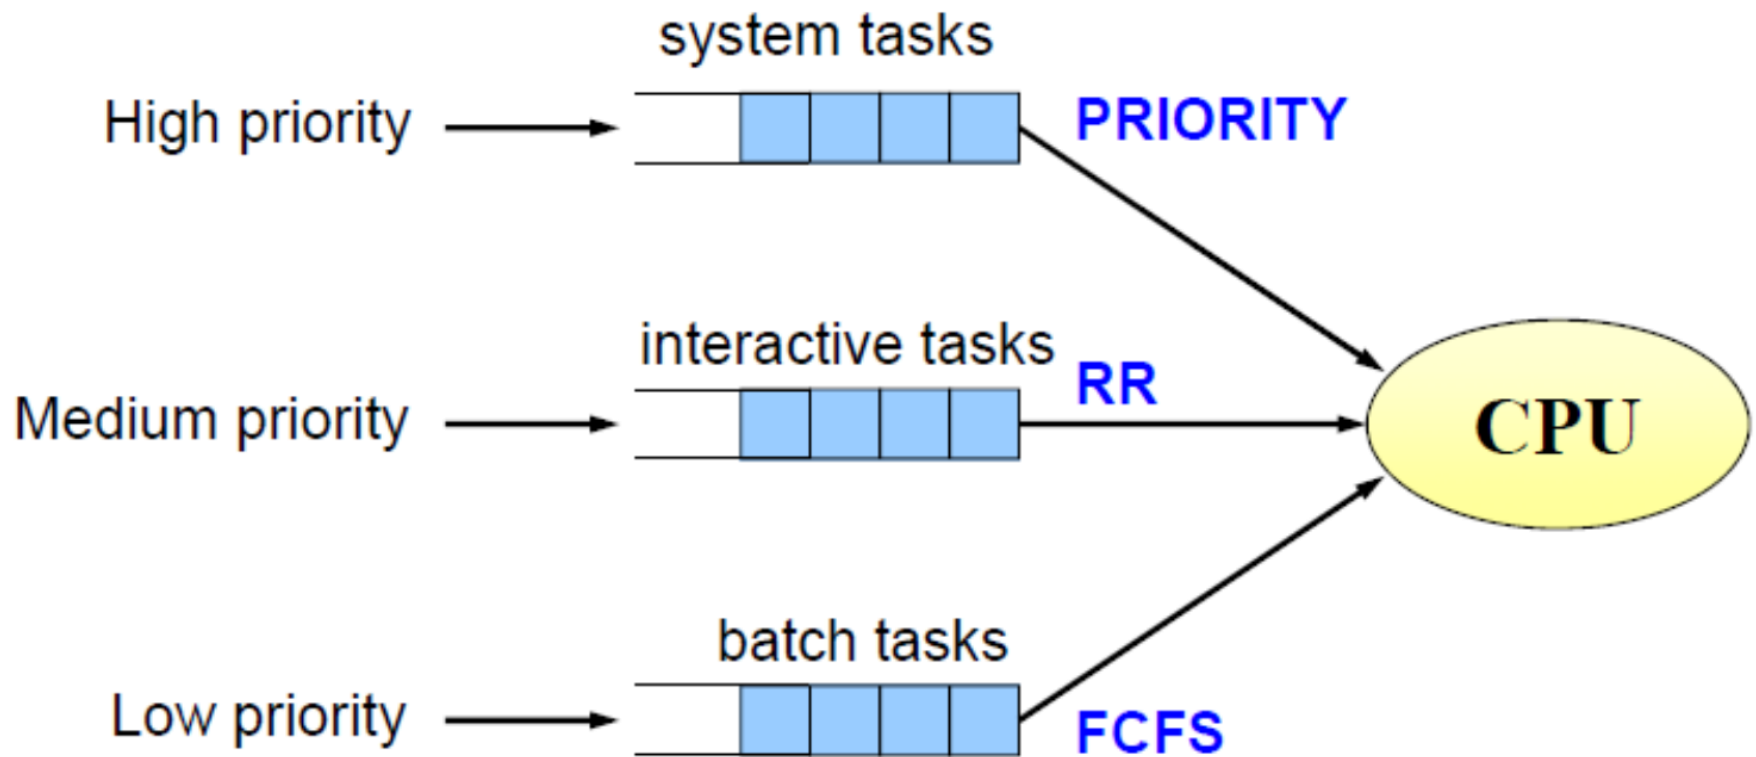 system tasks
High priority
PRIORITY
interactive tasks
RR
Medium priority
CPU
batch tasks
Low priority
FCFS